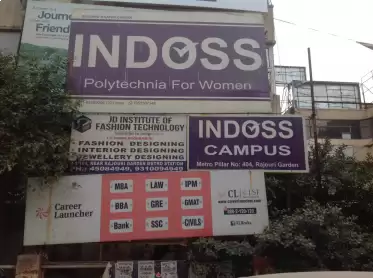 Journe
Friend
INDOSS
Polytechnia For Women
JD INSTITUTE OF
FASHION TECHNOLOGY
FASHION DESIGNING
INTERIOR DESIGNING
JEWELLERY DESIGNING
INDOSS
CAMPUS
Metro Pillar No: 404, Rajouri Garden
Career
Launcher
MBA LAW IPM
BBA GRE GMAT
Bank SSC CIVILS